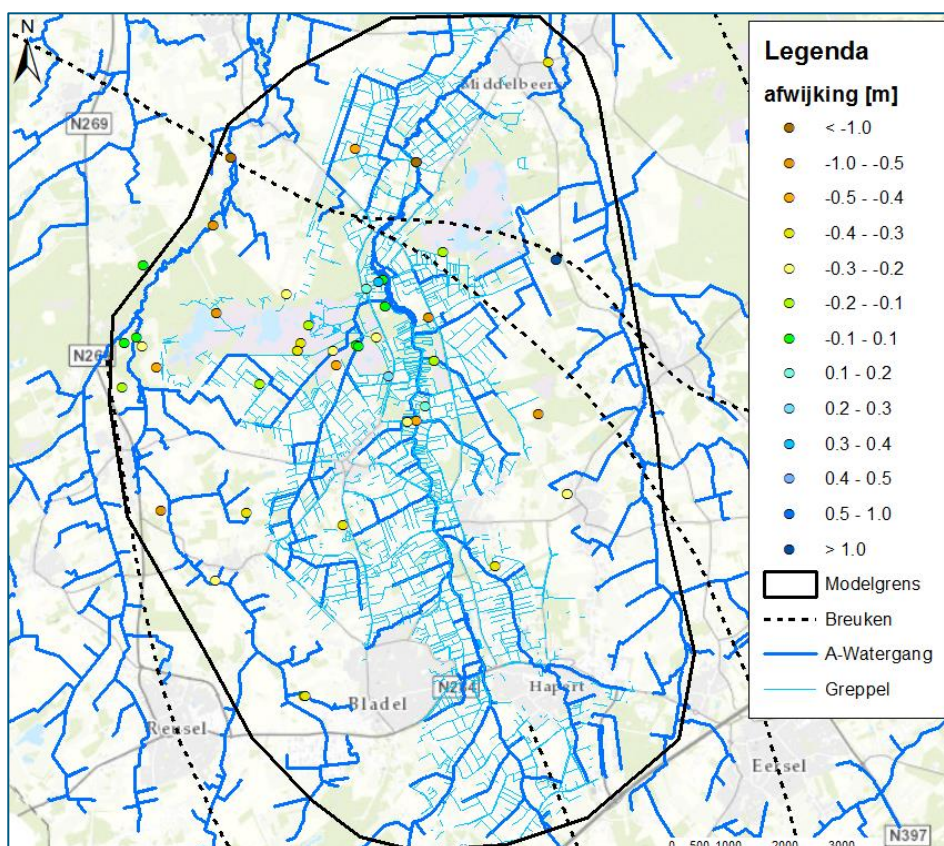 N
N269
Middelbeer
N26
Bladel
N284
Hapert
Reusel
Eersel
N397
0 500 1000 2000 3000
Legenda
afwijking [m]
< -1.0
-1.0 - -0.5
-0.5 - -0.4
-0.4 - -0.3
-0.3 - -0.2
-0.2 - -0.1
-0.1 - 0.1
0.1 - 0.2
0.2 - 0.3
0.3 - 0.4
0.4 - 0.5
0.5 - 1.0
> 1.0
Modelgrens
Breuken
A-Watergang
Greppel